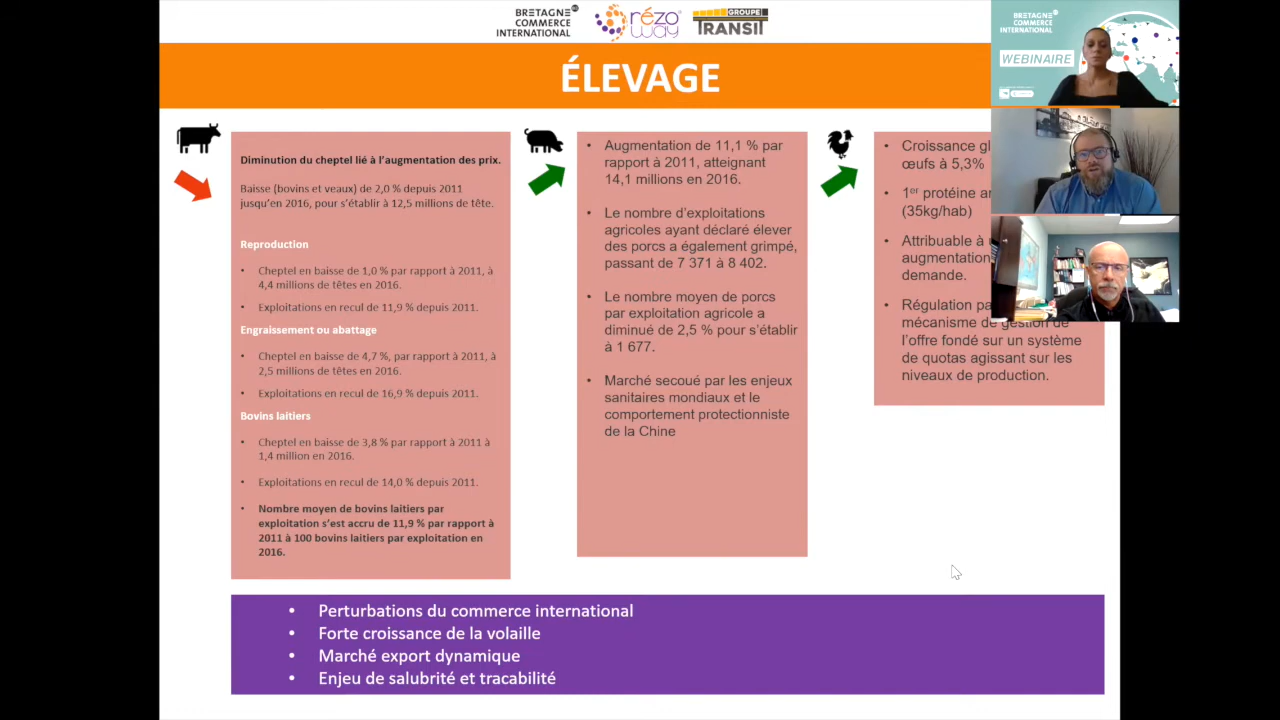 BRETAGNE
COMMERCE
INTERNATIONAL
rézo
way
GROUPE
TRANSIT
BRETAGNE
COMMERCE
INTERNATIONAL
WEBINAIRE
ÉLEVAGE
Diminution du cheptel lié à l'augmentation des prix.
Baisse (bovins et veaux) de 2,0 % depuis 2011
jusqu'en 2016, pour s'établir à 12,5 millions de tête.
Reproduction
• Cheptel en baisse de 1,0 % par rapport à 2011, à
4,4 millions de têtes en 2016.
• Exploitations en recul de 11,9 % depuis 2011.
Engraissement ou abattage
• Cheptel en baisse de 4,7 %, par rapport à 2011, à
2,5 millions de têtes en 2016.
• Exploitations en recul de 16,9 % depuis 2011.
Bovins laitiers
• Cheptel en baisse de 3,8 % par rapport à 2011 à
1,4 million en 2016.
• Exploitations en recul de 14,0 % depuis 2011.
• Nombre moyen de bovins laitiers par
exploitation s'est accru de 11,9 % par rapport à
2011 à 100 bovins laitiers par exploitation en
2016.
• Augmentation de 11,1 % par
rapport à 2011, atteignant
14,1 millions en 2016.
• Le nombre d'exploitations
agricoles ayant déclaré élever
des porcs a également grimpé,
passant de 7 371 à 8 402.
• Le nombre moyen de porcs
par exploitation agricole a
diminué de 2,5 % pour s'établir
à 1 677.
• Marché secoué par les enjeux
sanitaires mondiaux et le
comportement protectionniste
de la Chine
• Croissance
œufs à 5,3%
• 1er protéine
(35kg/hab)
• Attribuable à
augmentation
demande.
• Régulation
mécanisme de gestion de
l'offre fondé sur un système
de quotas agissant sur les
niveaux de production.
• Perturbations du commerce international
• Forte croissance de la volaille
• Marché export dynamique
• Enjeu de salubrité et tracabilité